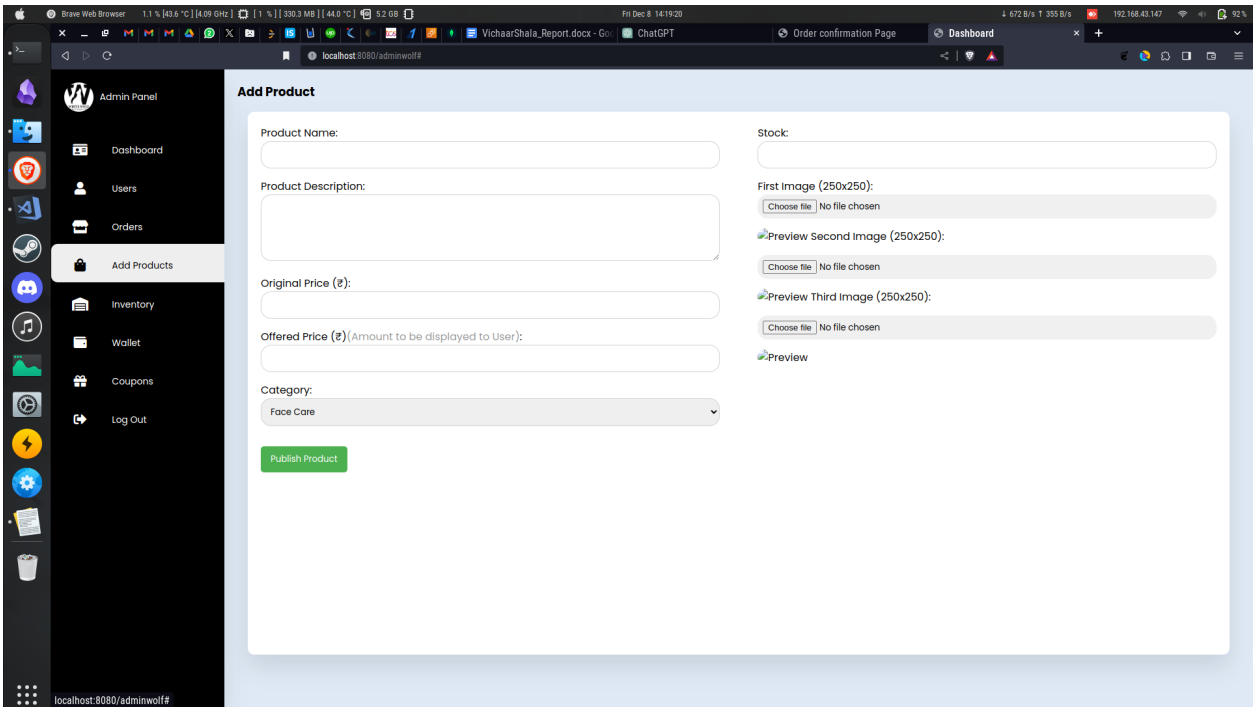 Brave Web Browser 1.1 % [43.6 °C ] [4.09 GHz ] [ 1 % ] [ 330.3 MB ] [ 44.0 °C ] 5.2 GB Fri Dec 8 14:19:20 ↓ 672 B/s ↑ 355 B/s 192.168.43.147 92%
VichaarShala_Report.docx - Goo ChatGPT Order confirmation Page Dashboard
localhost:8080/adminwolf#
Admin Panel
Dashboard
Users
Orders
Add Products
Inventory
Wallet
Coupons
Log Out
localhost:8080/adminwolf#
Add Product
Product Name:
Product Description:
Original Price (₹):
Offered Price (₹)(Amount to be displayed to User):
Category:
Face Care
Publish Product
Stock:
First Image (250x250):
Choose file No file chosen
Preview Second Image (250x250):
Choose file No file chosen
Preview Third Image (250x250):
Choose file No file chosen
Preview